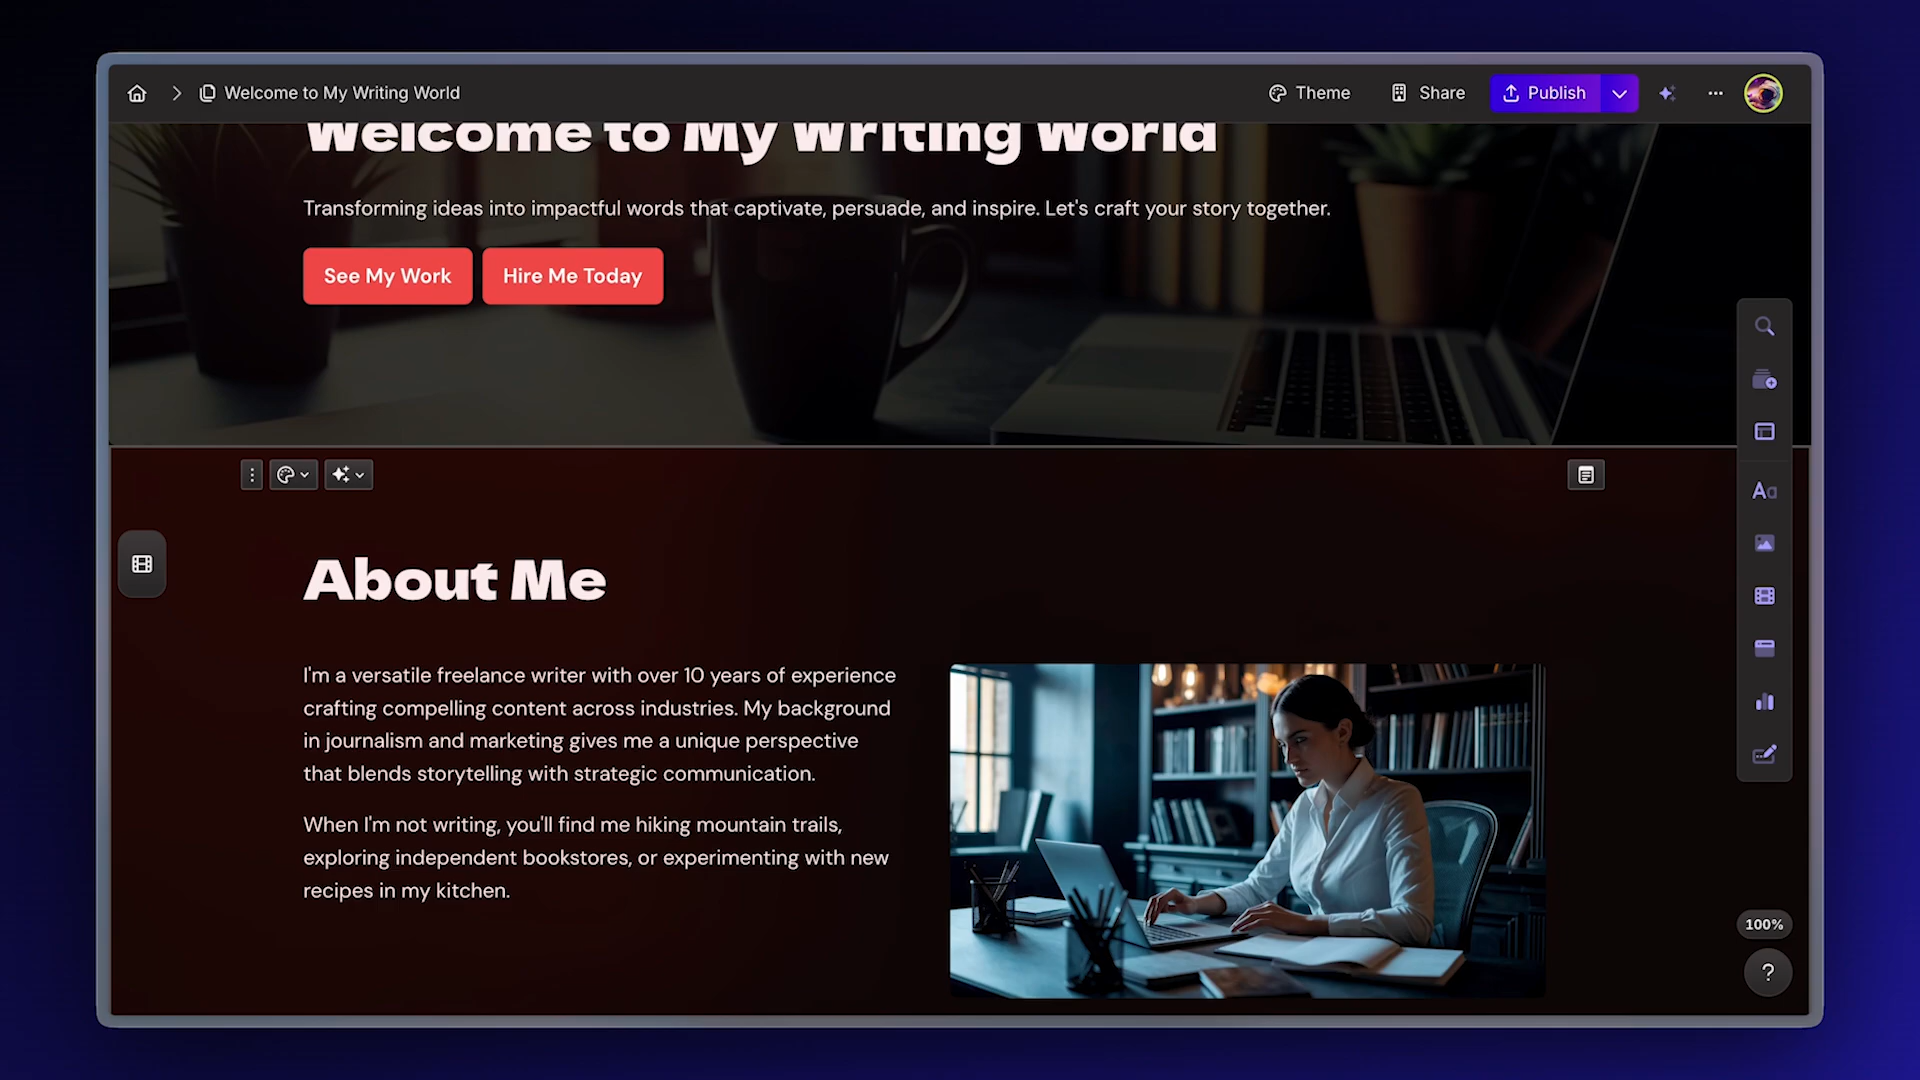 Welcome to My Writing World
Theme
Share
Publish
Welcome to My Writing World
Transforming ideas into impactful words that captivate, persuade, and inspire. Let's craft your story together.
See My Work
Hire Me Today
Aa
About Me
I'm a versatile freelance writer with over 10 years of experience
crafting compelling content across industries. My background
in journalism and marketing gives me a unique perspective
that blends storytelling with strategic communication.
When I'm not writing, you'll find me hiking mountain trails,
exploring independent bookstores, or experimenting with new
recipes in my kitchen.
100%
?